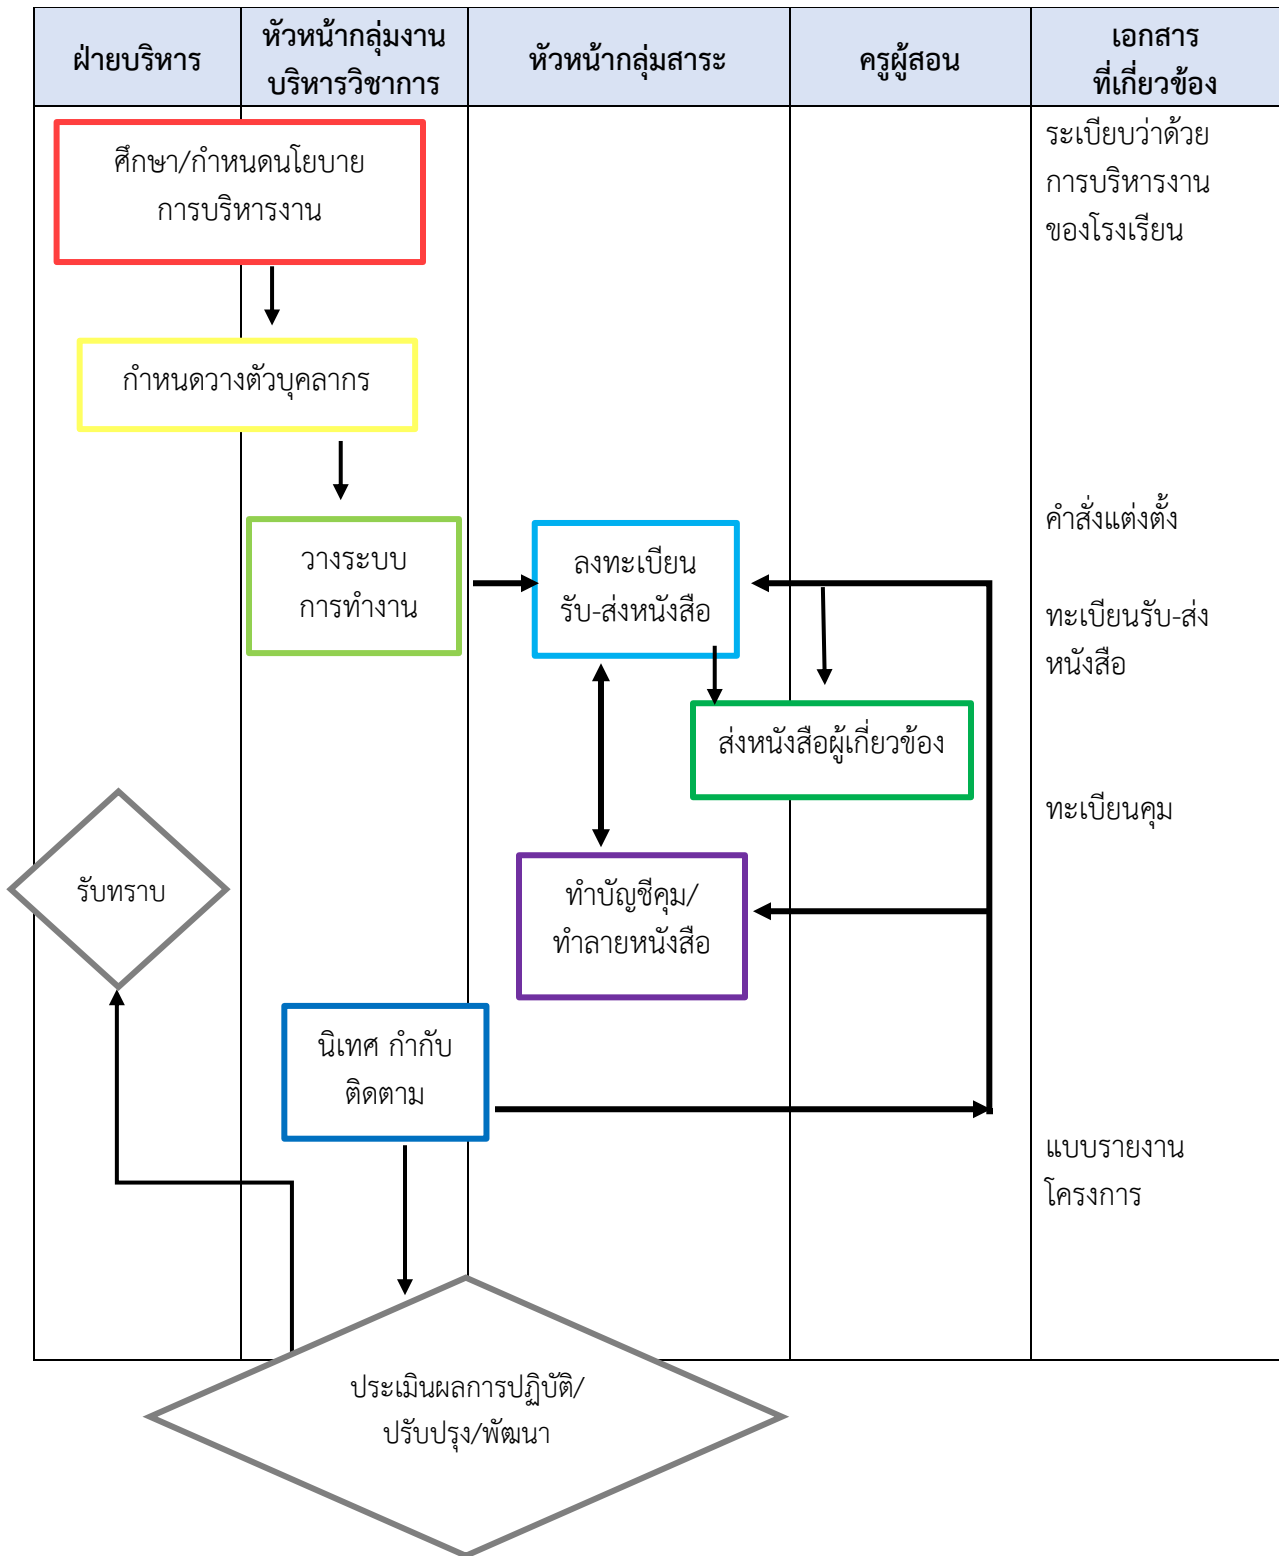 ฝ่ายบริหาร
หัวหน้ากลุ่มงาน
บริหารวิชาการ
หัวหน้ากลุ่มสาระ
ครูผู้สอน
เอกสาร
ที่เกี่ยวข้อง
ศึกษา/กำหนดนโยบาย
การบริหารงาน
ระเบียบว่าด้วย
การบริหารงาน
ของโรงเรียน
กำหนดวางตัวบุคลากร
วางระบบ
การทำงาน
ลงทะเบียน
รับ-ส่งหนังสือ
คำสั่งแต่งตั้ง
ทะเบียนรับ-ส่ง
หนังสือ
ส่งหนังสือผู้เกี่ยวข้อง
ทะเบียนคุม
รับทราบ
ทำบัญชีคุม/
ทำลายหนังสือ
นิเทศ กำกับ
ติดตาม
แบบรายงาน
โครงการ
ประเมินผลการปฏิบัติ/
ปรับปรุง/พัฒนา